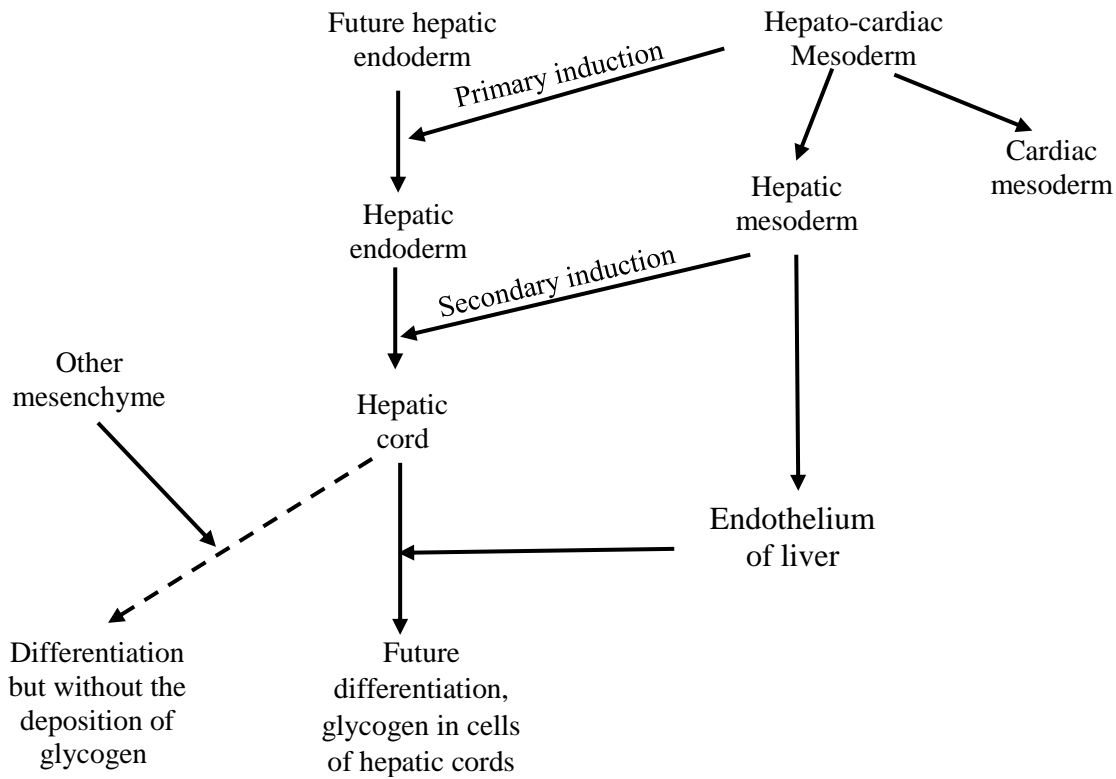 Future hepatic
endoderm
Hepato-cardiac
Mesoderm
Primary induction
Cardiac
mesoderm
Hepatic
endoderm
Hepatic
mesoderm
Secondary induction
Other
mesenchyme
Hepatic
cord
Endothelium
of liver
Differentiation
but without the
deposition of
glycogen
Future
differentiation,
glycogen in cells
of hepatic cords